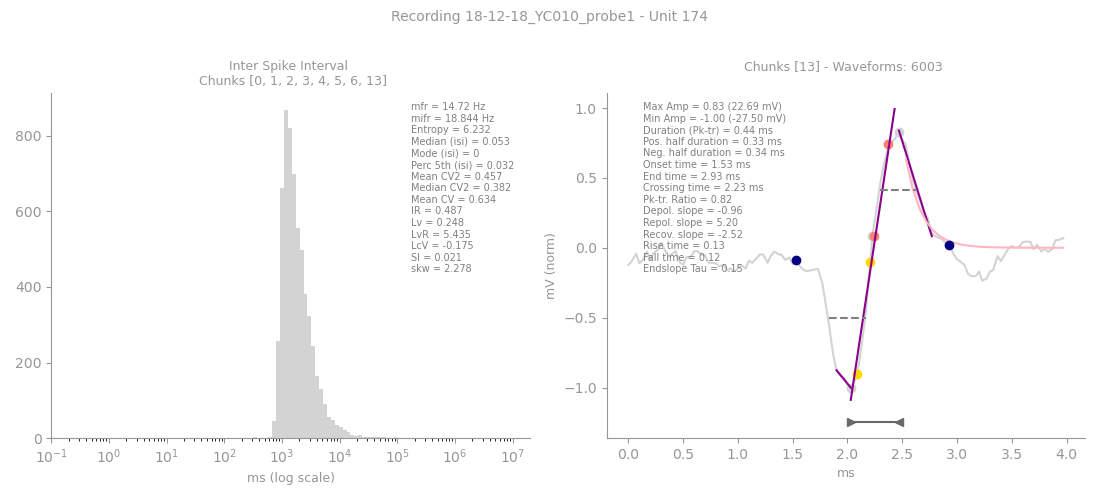 Recording 18-12-18_YC010_probe1 - Unit 174
Inter Spike Interval
Chunks [0, 1, 2, 3, 4, 5, 6, 13]
mfr = 14.72 Hz
mifr = 18.844 Hz
Entropy = 6.232
Median (isi) = 0.053
Mode (isi) = 0
Perc 5th (isi) = 0.032
Mean CV2 = 0.457
Median CV2 = 0.382
Mean CV = 0.634
IR = 0.487
Lv = 0.248
LvR = 5.435
LcV = -0.175
SI = 0.021
skw = 2.278
800
600
400
200
0
10⁻¹ 10⁰ 10¹ 10² 10³ 10⁴ 10⁵ 10⁶ 10⁷
ms (log scale)
Chunks [13] - Waveforms: 6003
Max Amp = 0.83 (22.69 mV)
Min Amp = -1.00 (-27.50 mV)
Duration (Pk-tr) = 0.44 ms
Pos. half duration = 0.33 ms
Neg. half duration = 0.34 ms
Onset time = 1.53 ms
End time = 2.93 ms
Crossing time = 2.23 ms
Pk-tr. Ratio = 0.82
Depol. slope = -0.96
Repol. slope = 5.20
Recov. slope = -2.52
Rise time = 0.13
Fall time = 0.12
Endslope Tau = 0.15
mV (norm)
1.0
0.5
0.0
−0.5
−1.0
0.0 0.5 1.0 1.5 2.0 2.5 3.0 3.5 4.0
ms